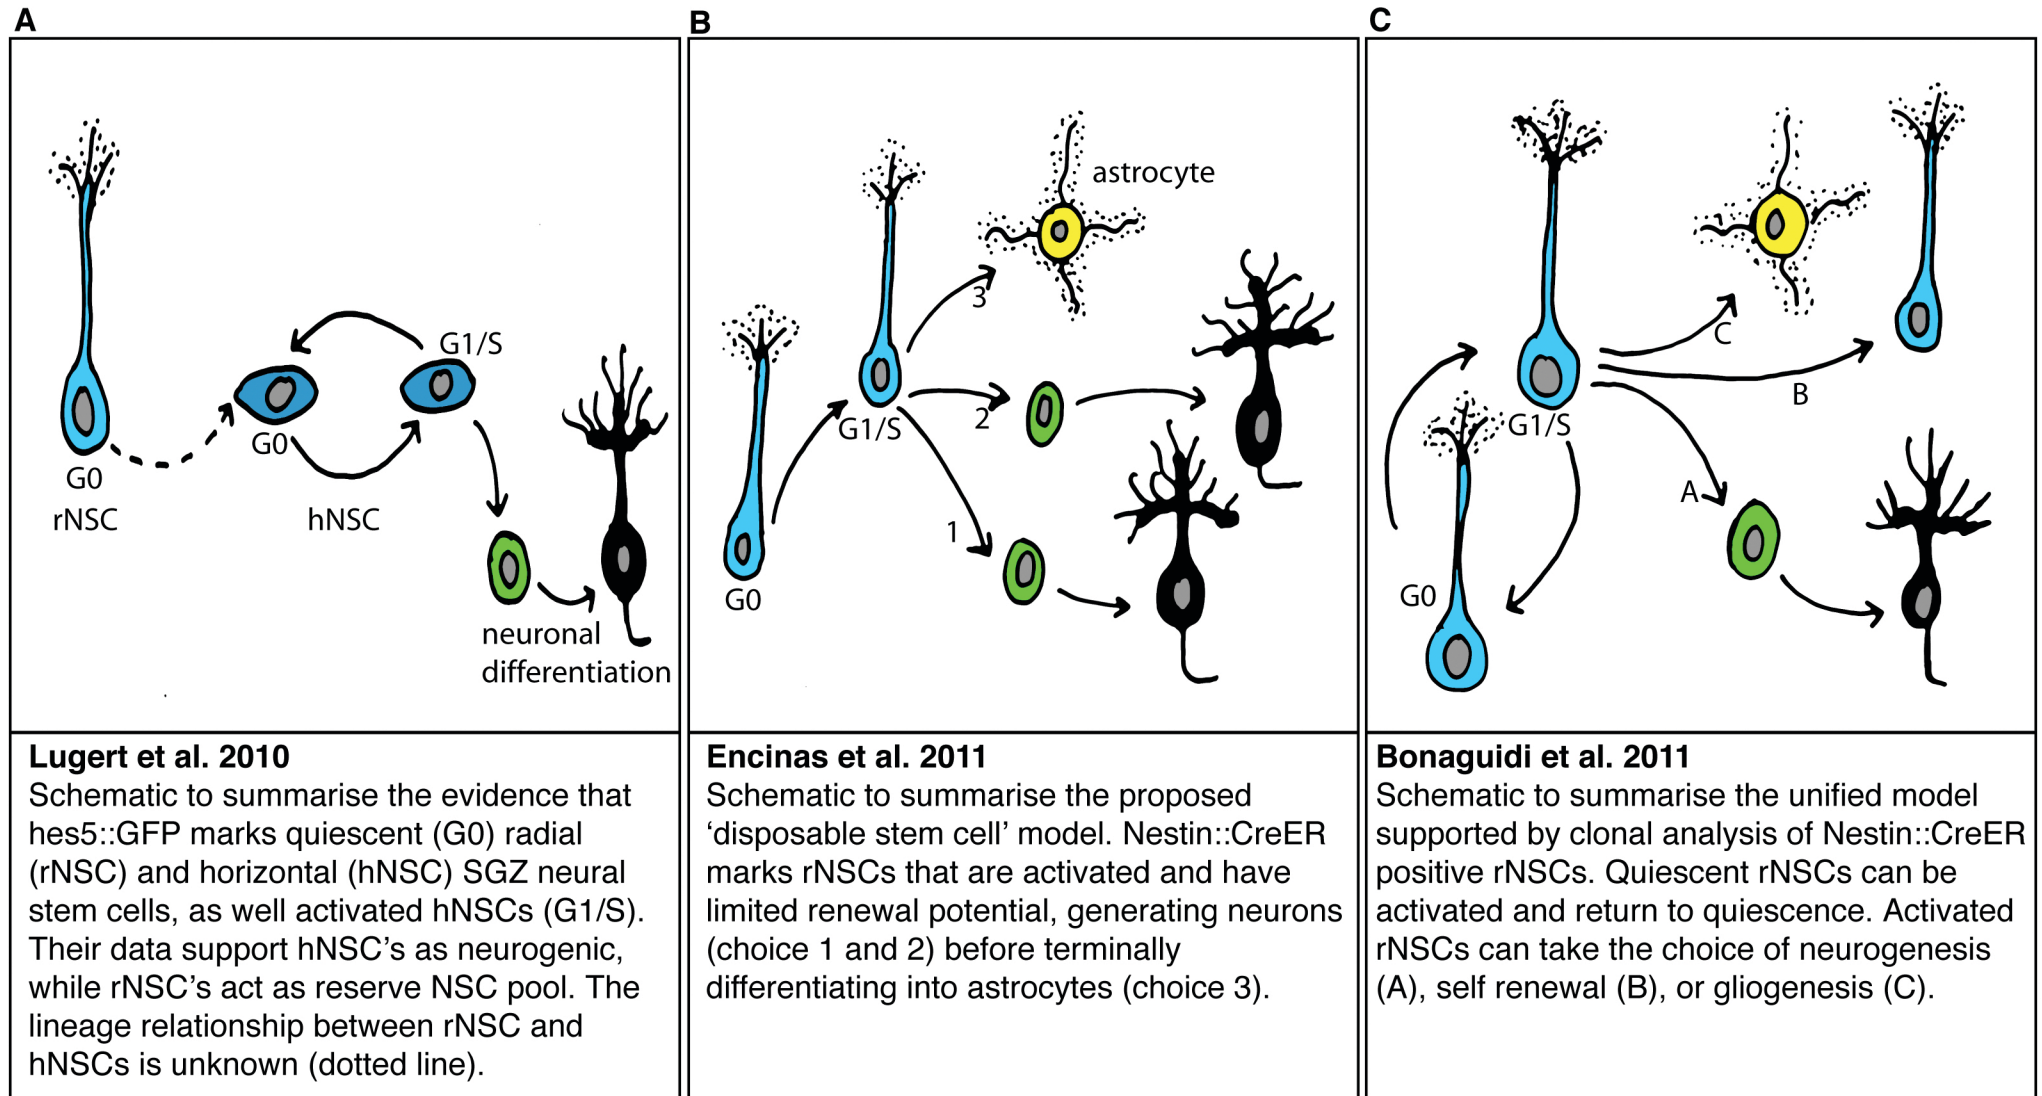 A
G0
rNSC
G0
hNSC
G1/S
neuronal
differentiation
Lugert et al. 2010
Schematic to summarise the evidence that
hes5::GFP marks quiescent (G0) radial
(rNSC) and horizontal (hNSC) SGZ neural
stem cells, as well activated hNSCs (G1/S).
Their data support hNSC’s as neurogenic,
while rNSC’s act as reserve NSC pool. The
lineage relationship between rNSC and
hNSCs is unknown (dotted line).
B
astrocyte
3
G1/S
2
1
G0
Encinas et al. 2011
Schematic to summarise the proposed
‘disposable stem cell’ model. Nestin::CreER
marks rNSCs that are activated and have
limited renewal potential, generating neurons
(choice 1 and 2) before terminally
differentiating into astrocytes (choice 3).
C
C
B
G1/S
A
G0
Bonaguidi et al. 2011
Schematic to summarise the unified model
supported by clonal analysis of Nestin::CreER
positive rNSCs. Quiescent rNSCs can be
activated and return to quiescence. Activated
rNSCs can take the choice of neurogenesis
(A), self renewal (B), or gliogenesis (C).